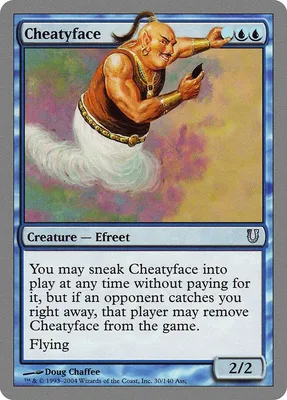 Cheatyface
Creature — Efreet
You may sneak Cheatyface into
play at any time without paying for
it, but if an opponent catches you
right away, that player may remove
Cheatyface from the game.
Flying
Doug Chaffee
2/2
™ & © 1993–2004 Wizards of the Coast, Inc. 30/140 Ass,